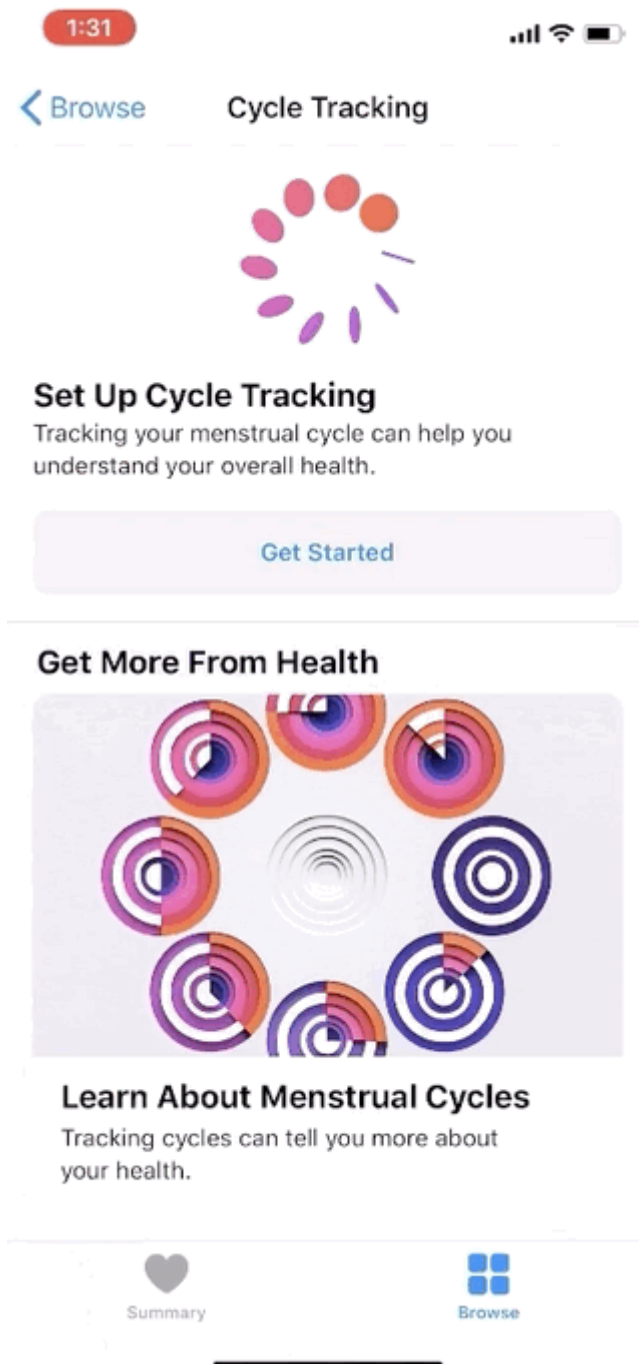 1:31
Browse
Cycle Tracking
Set Up Cycle Tracking
Tracking your menstrual cycle can help you
understand your overall health.
Get Started
Get More From Health
Learn About Menstrual Cycles
Tracking cycles can tell you more about
your health.
Summary
Browse